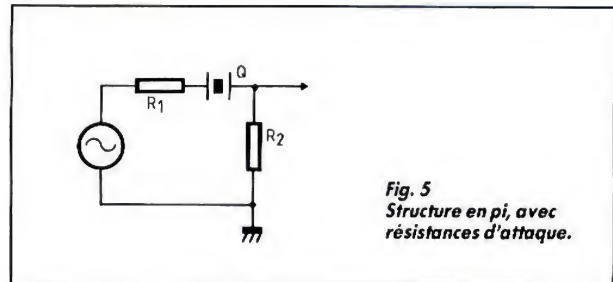 Q
R1
R2
Fig. 5
Structure en pi, avec
résistances d'attaque.